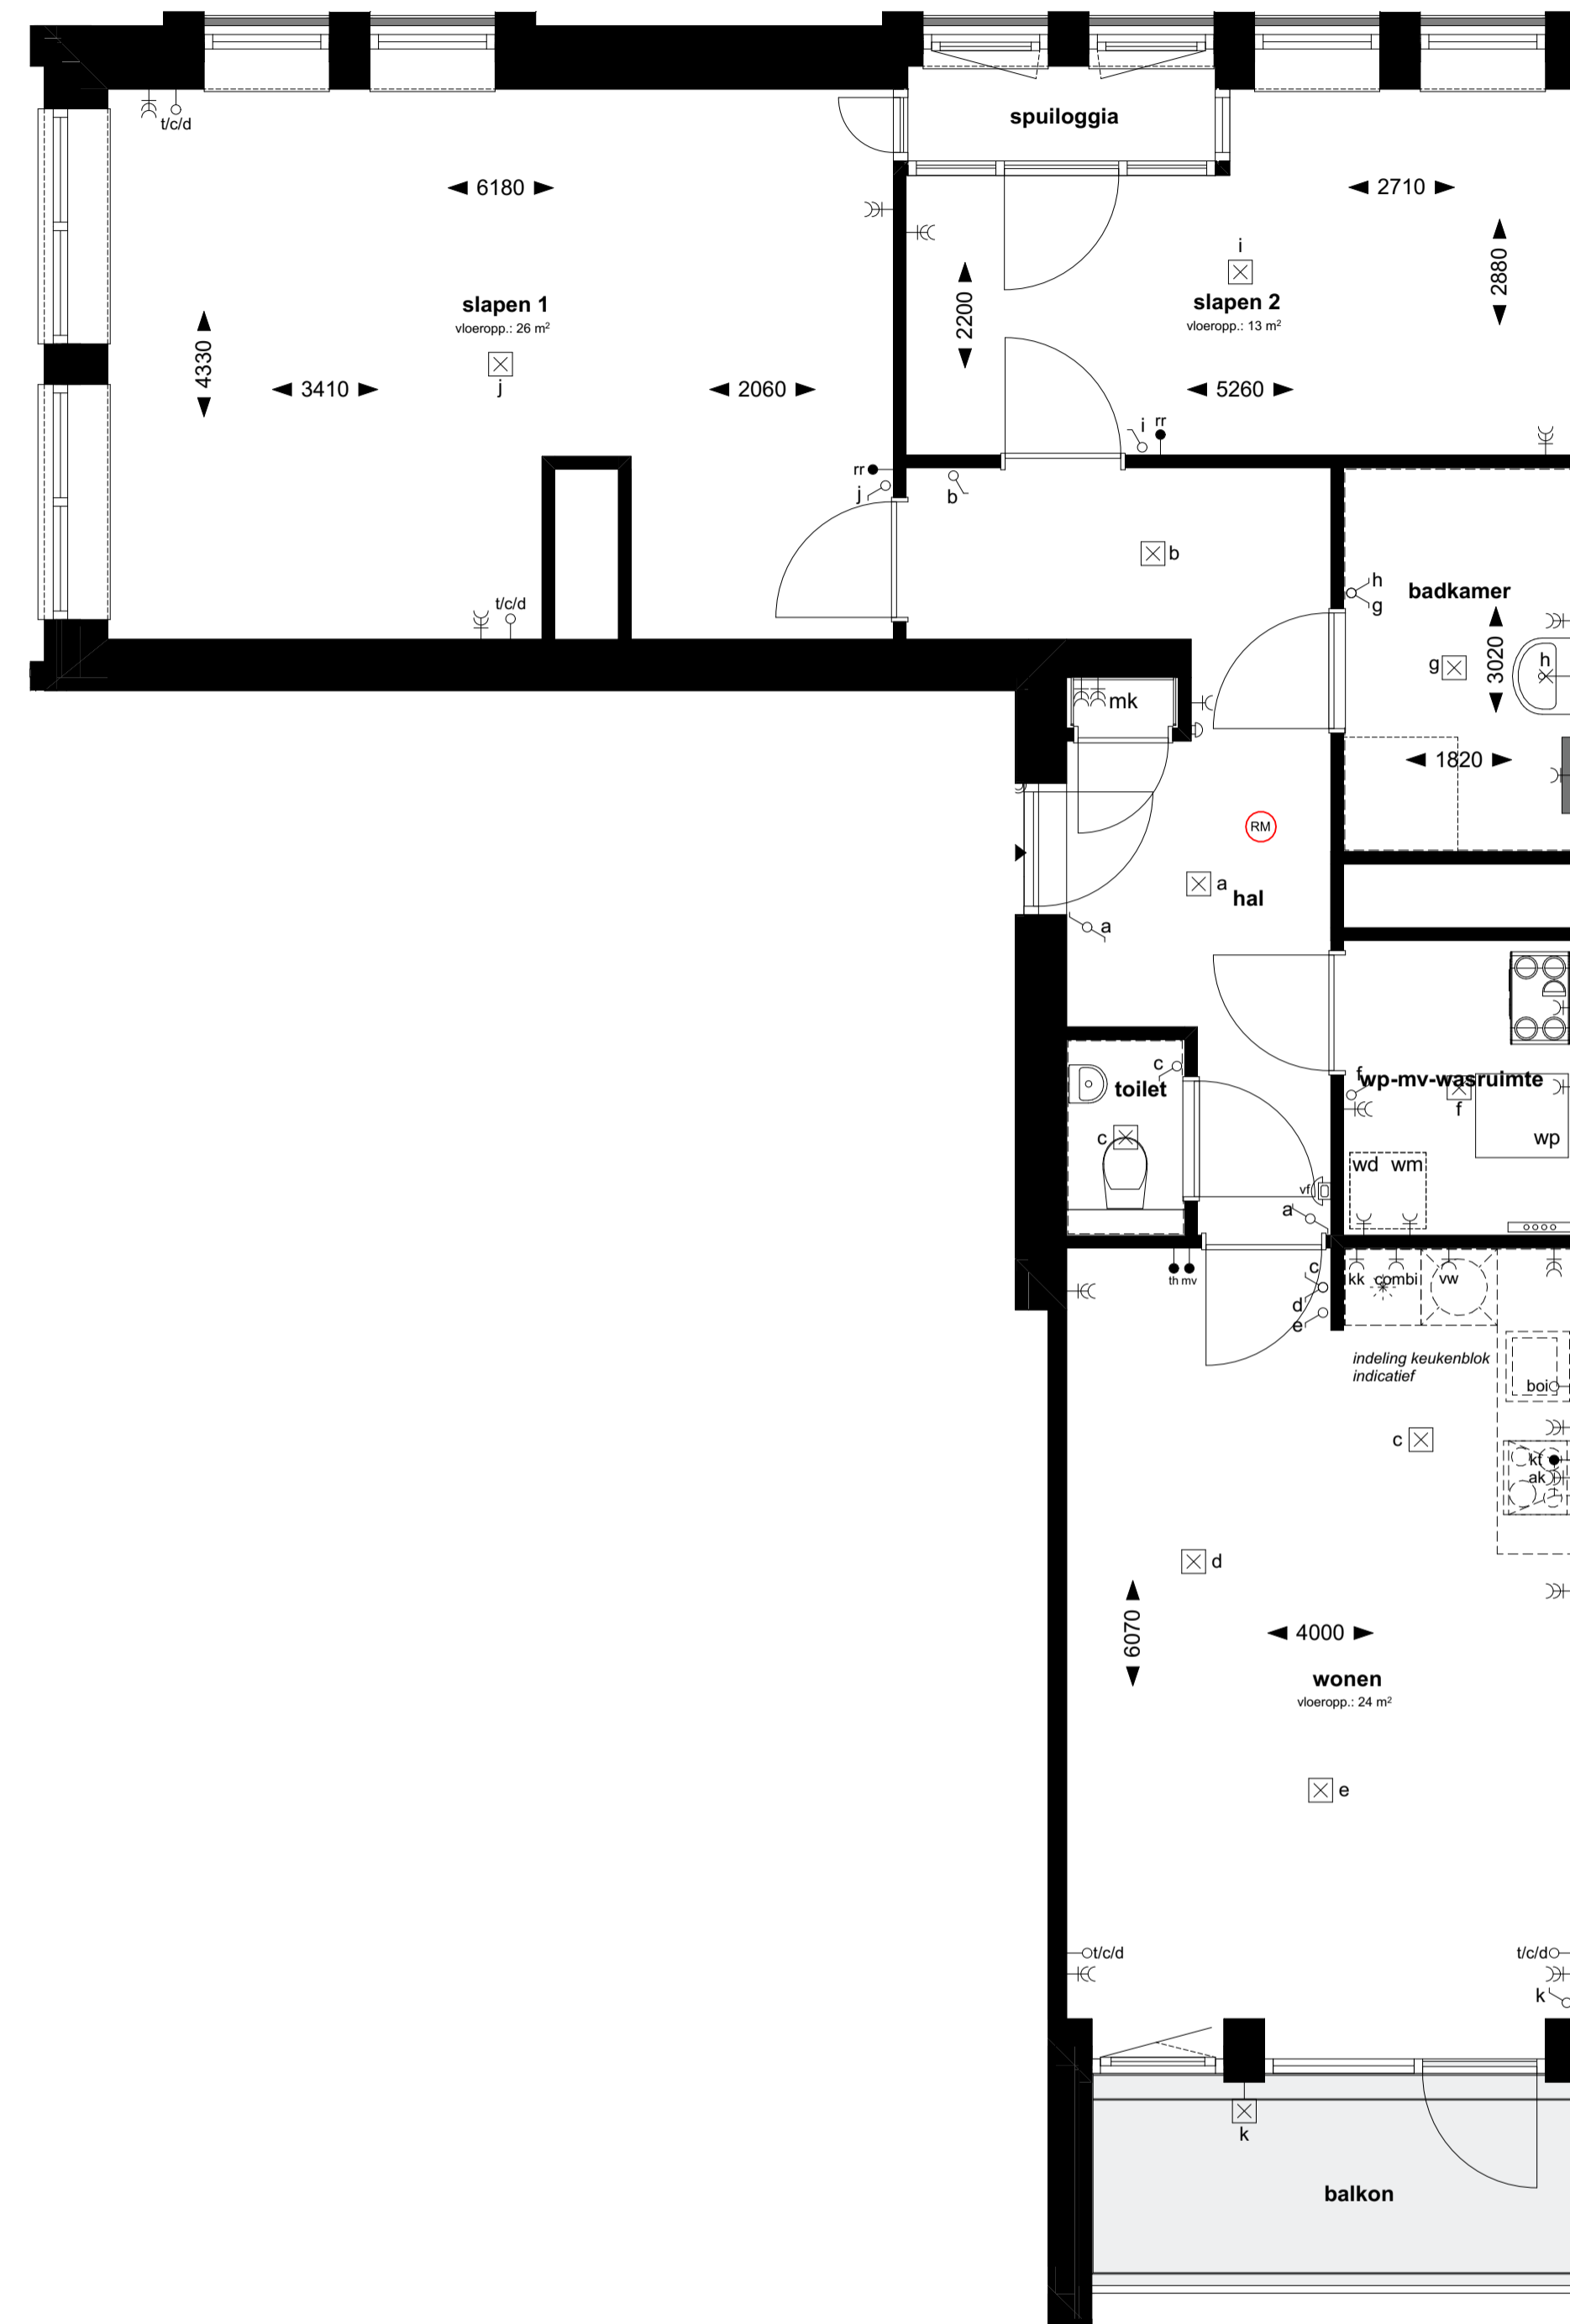 spuiloggia
t/c/d
6180
2710
2880
i
slapen 1
vloeropp.: 26 m²
slapen 2
vloeropp.: 13 m²
2200
4330
j
3410
2060
5260
i
rr
rr
j
b
b
t/c/d
h
g
badkamer
3020
g
h
mk
1820
RM
a
hal
a
c
toilet
c
f
wp-mv-wasruimte
f
wp
wd wm
vf
a
th mv
c
d
e
kk combi vw
indeling keukenblok
indicatief
boi
c
kf
ak
d
6070
4000
wonen
vloeropp.: 24 m²
e
t/c/d
t/c/d
k
k
balkon